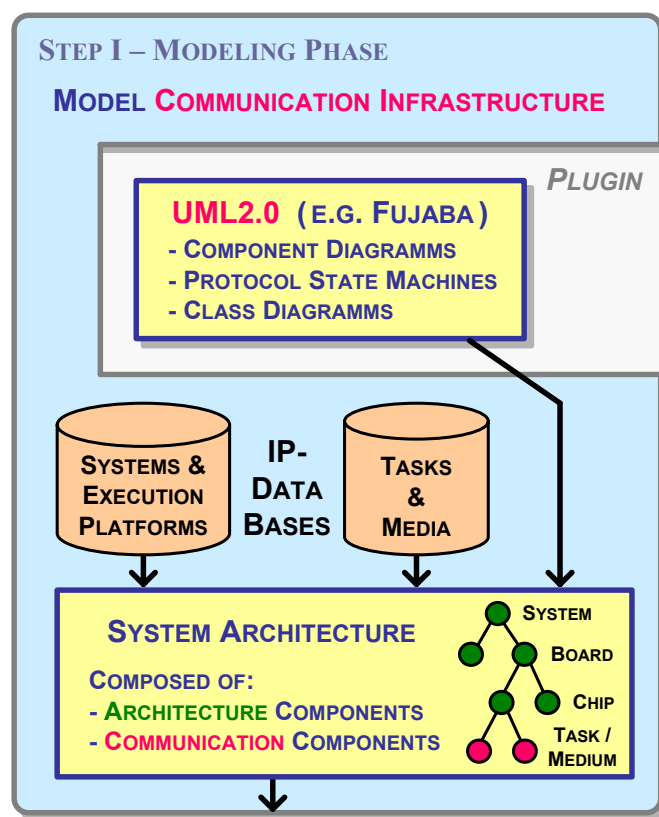 STEP I – MODELING PHASE
MODEL COMMUNICATION INFRASTRUCTURE
PLUGIN
UML2.0 (E.G. FUJABA)
- COMPONENT DIAGRAMMS
- PROTOCOL STATE MACHINES
- CLASS DIAGRAMMS
SYSTEMS &
EXECUTION
PLATFORMS
IP-
DATA
BASES
TASKS
&
MEDIA
SYSTEM ARCHITECTURE
COMPOSED OF:
- ARCHITECTURE COMPONENTS
- COMMUNICATION COMPONENTS
SYSTEM
BOARD
CHIP
TASK /
MEDIUM